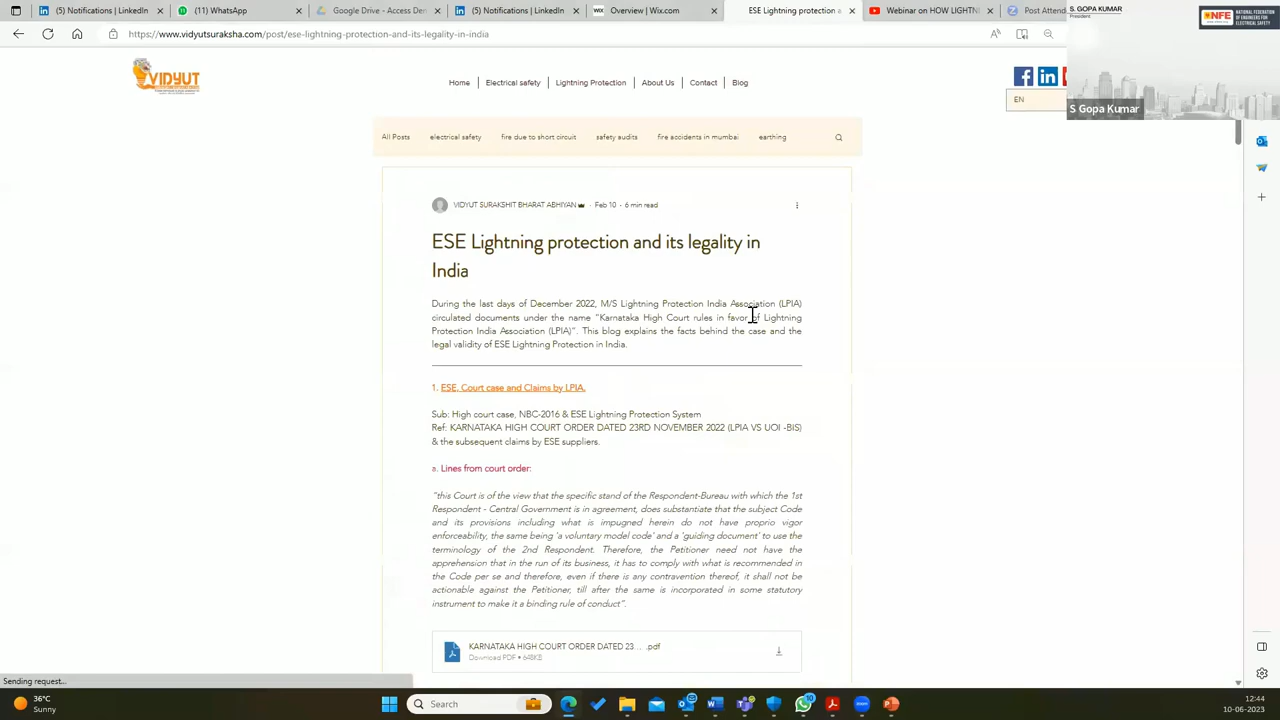 (5) Notifications | LinkedIn
(11) WhatsApp
Google Drive - Access Den
(5) Notifications | LinkedIn
WiX
Overview | Wix.com
ESE Lightning protection a
Webinar on HOW LIGHTN
Post Attend
S. GOPA KUMAR
President
NFE
NATIONAL FEDERATION
OF ENGINEERS
FOR ELECTRICAL SAFETY
https://www.vidyutsuraksha.com/post/ese-lightning-protection-and-its-legality-in-india
VIDYUT
Home
Electrical safety
Lightning Protection
About Us
Contact
Blog
EN
S Gopa Kumar
All Posts
electrical safety
fire due to short circuit
safety audits
fire accidents in mumbai
earthing
VIDYUT SURAKSHIT BHARAT ABHIYAN · Feb 10 · 6 min read
ESE Lightning protection and its legality in
India
During the last days of December 2022, M/S Lightning Protection India Association (LPIA)
circulated documents under the name "Karnataka High Court rules in favor of Lightning
Protection India Association (LPIA)". This blog explains the facts behind the case and the
legal validity of ESE Lightning Protection in India.
1. ESE, Court case and Claims by LPIA.
Sub: High court case, NBC-2016 & ESE Lightning Protection System
Ref: KARNATAKA HIGH COURT ORDER DATED 23RD NOVEMBER 2022 (LPIA VS UOI -BIS)
& the subsequent claims by ESE suppliers.
a. Lines from court order:
"this Court is of the view that the specific stand of the Respondent-Bureau with which the 1st
Respondent - Central Government is in agreement, does substantiate that the subject Code
and its provisions including what is impugned herein do not have proprio vigor
enforceability, the same being 'a voluntary model code' and a 'guiding document' to use the
terminology of the 2nd Respondent. Therefore, the Petitioner need not have the
apprehension that in the run of its business, it has to comply with what is recommended in
the Code per se and therefore, even if there is any contravention thereof, it shall not be
actionable against the Petitioner, till after the same is incorporated in some statutory
instrument to make it a binding rule of conduct".
KARNATAKA HIGH COURT ORDER DATED 23... .pdf
Download PDF • 648KB
Sending request...
36°C
Sunny
Search
12:44
10-06-2023